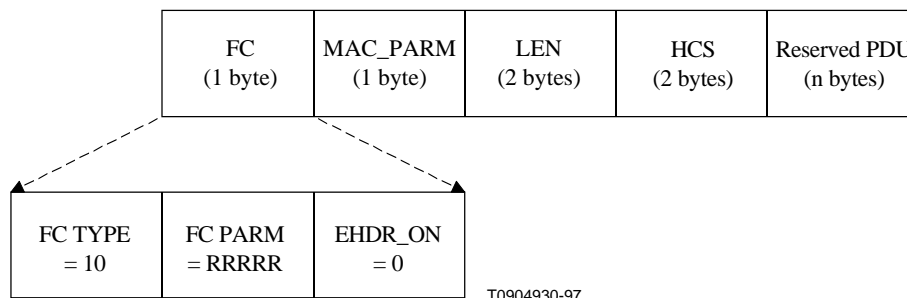 FC
(1 byte)
MAC_PARM
(1 byte)
LEN
(2 bytes)
HCS
(2 bytes)
Reserved PDU
(n bytes)
FC TYPE
= 10
FC PARM
= RRRRR
EHDR_ON
= 0
T0904930-97